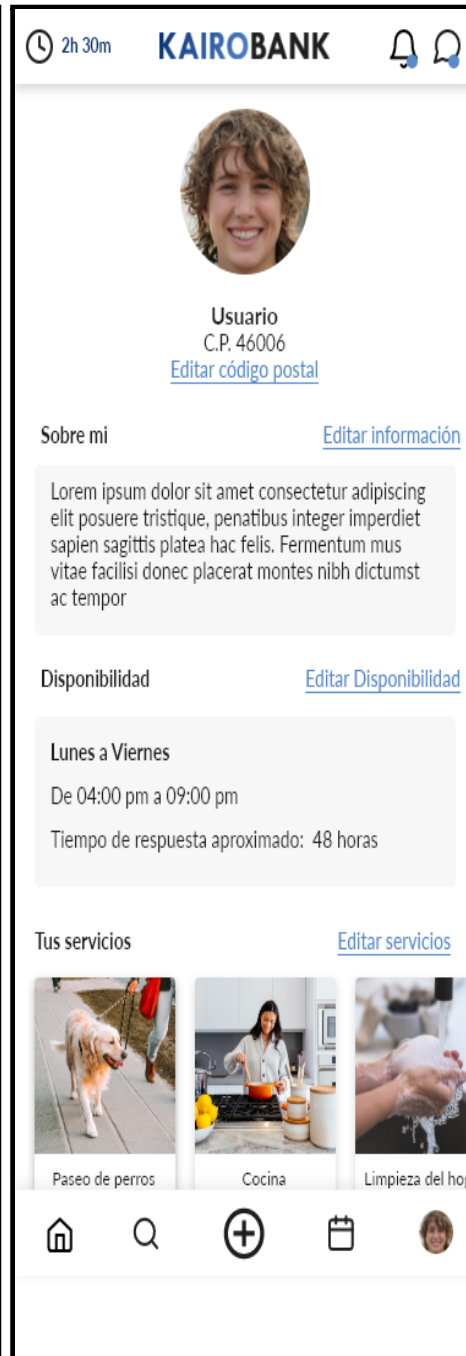 2h 30m
KAIROBANK
Usuario
C.P. 46006
Editar código postal
Sobre mi
Editar información
Lorem ipsum dolor sit amet consectetur adipiscing
elit posuere tristique, penatibus integer imperdiet
sapien sagittis platea hac felis. Fermentum mus
vitae facilisi donec placerat montes nibh dictumst
ac tempor
Disponibilidad
Editar Disponibilidad
Lunes a Viernes
De 04:00 pm a 09:00 pm
Tiempo de respuesta aproximado: 48 horas
Tus servicios
Editar servicios
Paseo de perros
Cocina
Limpieza del